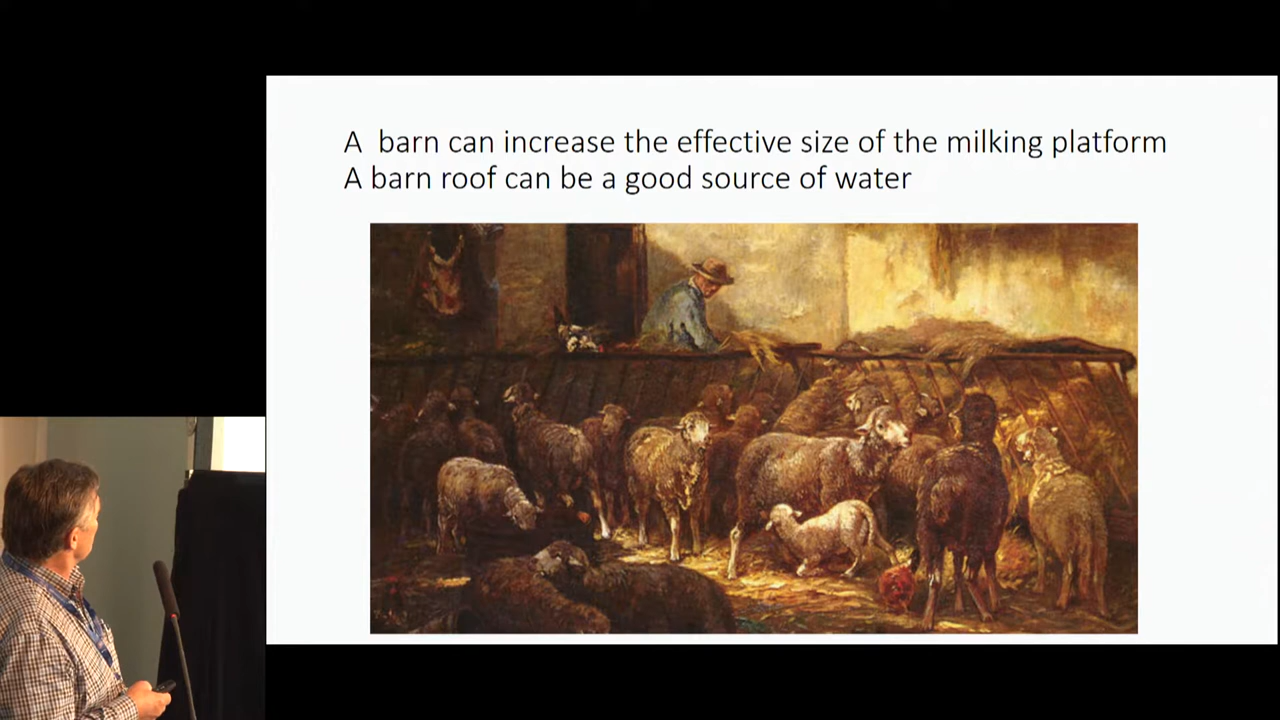 A barn can increase the effective size of the milking platform
A barn roof can be a good source of water